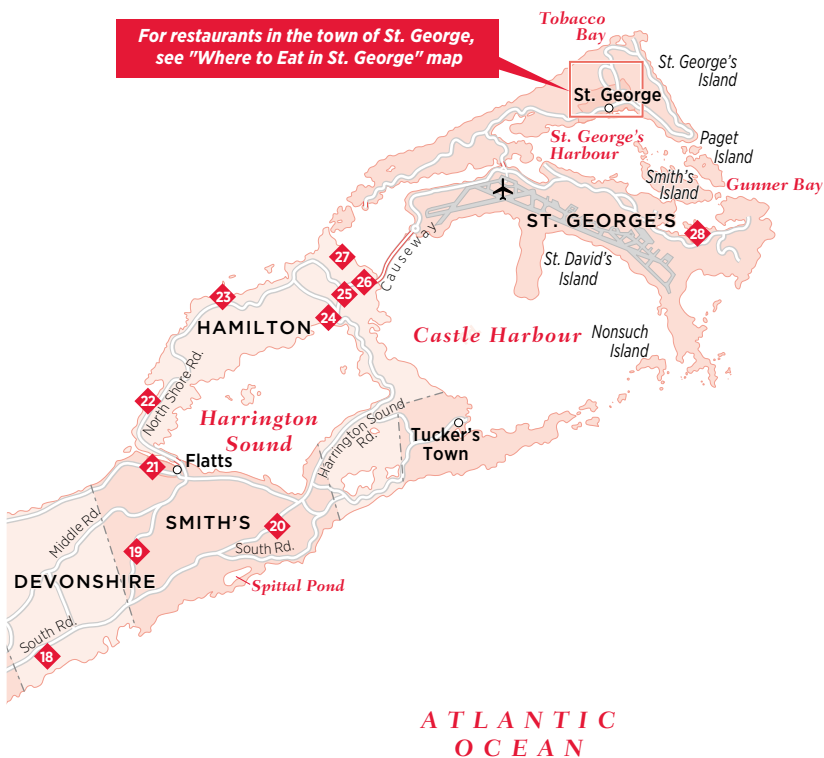 For restaurants in the town of St. George,
see "Where to Eat in St. George" map
Tobacco
Bay
St. George's
Island
St. George
St. George's
Harbour
Paget
Island
Smith's
Island
Gunner Bay
ST. GEORGE'S
28
St. David's
Island
Causeway
27
26
25
24
23
HAMILTON
Castle Harbour
Nonsuch
Island
22
North Shore Rd.
Harrington
Sound
Harrington Sound
Rd.
Tucker's
Town
21
Flatts
Middle Rd.
SMITH'S
20
19
South Rd.
DEVONSHIRE
Spittal Pond
South Rd.
18
ATLANTIC
OCEAN